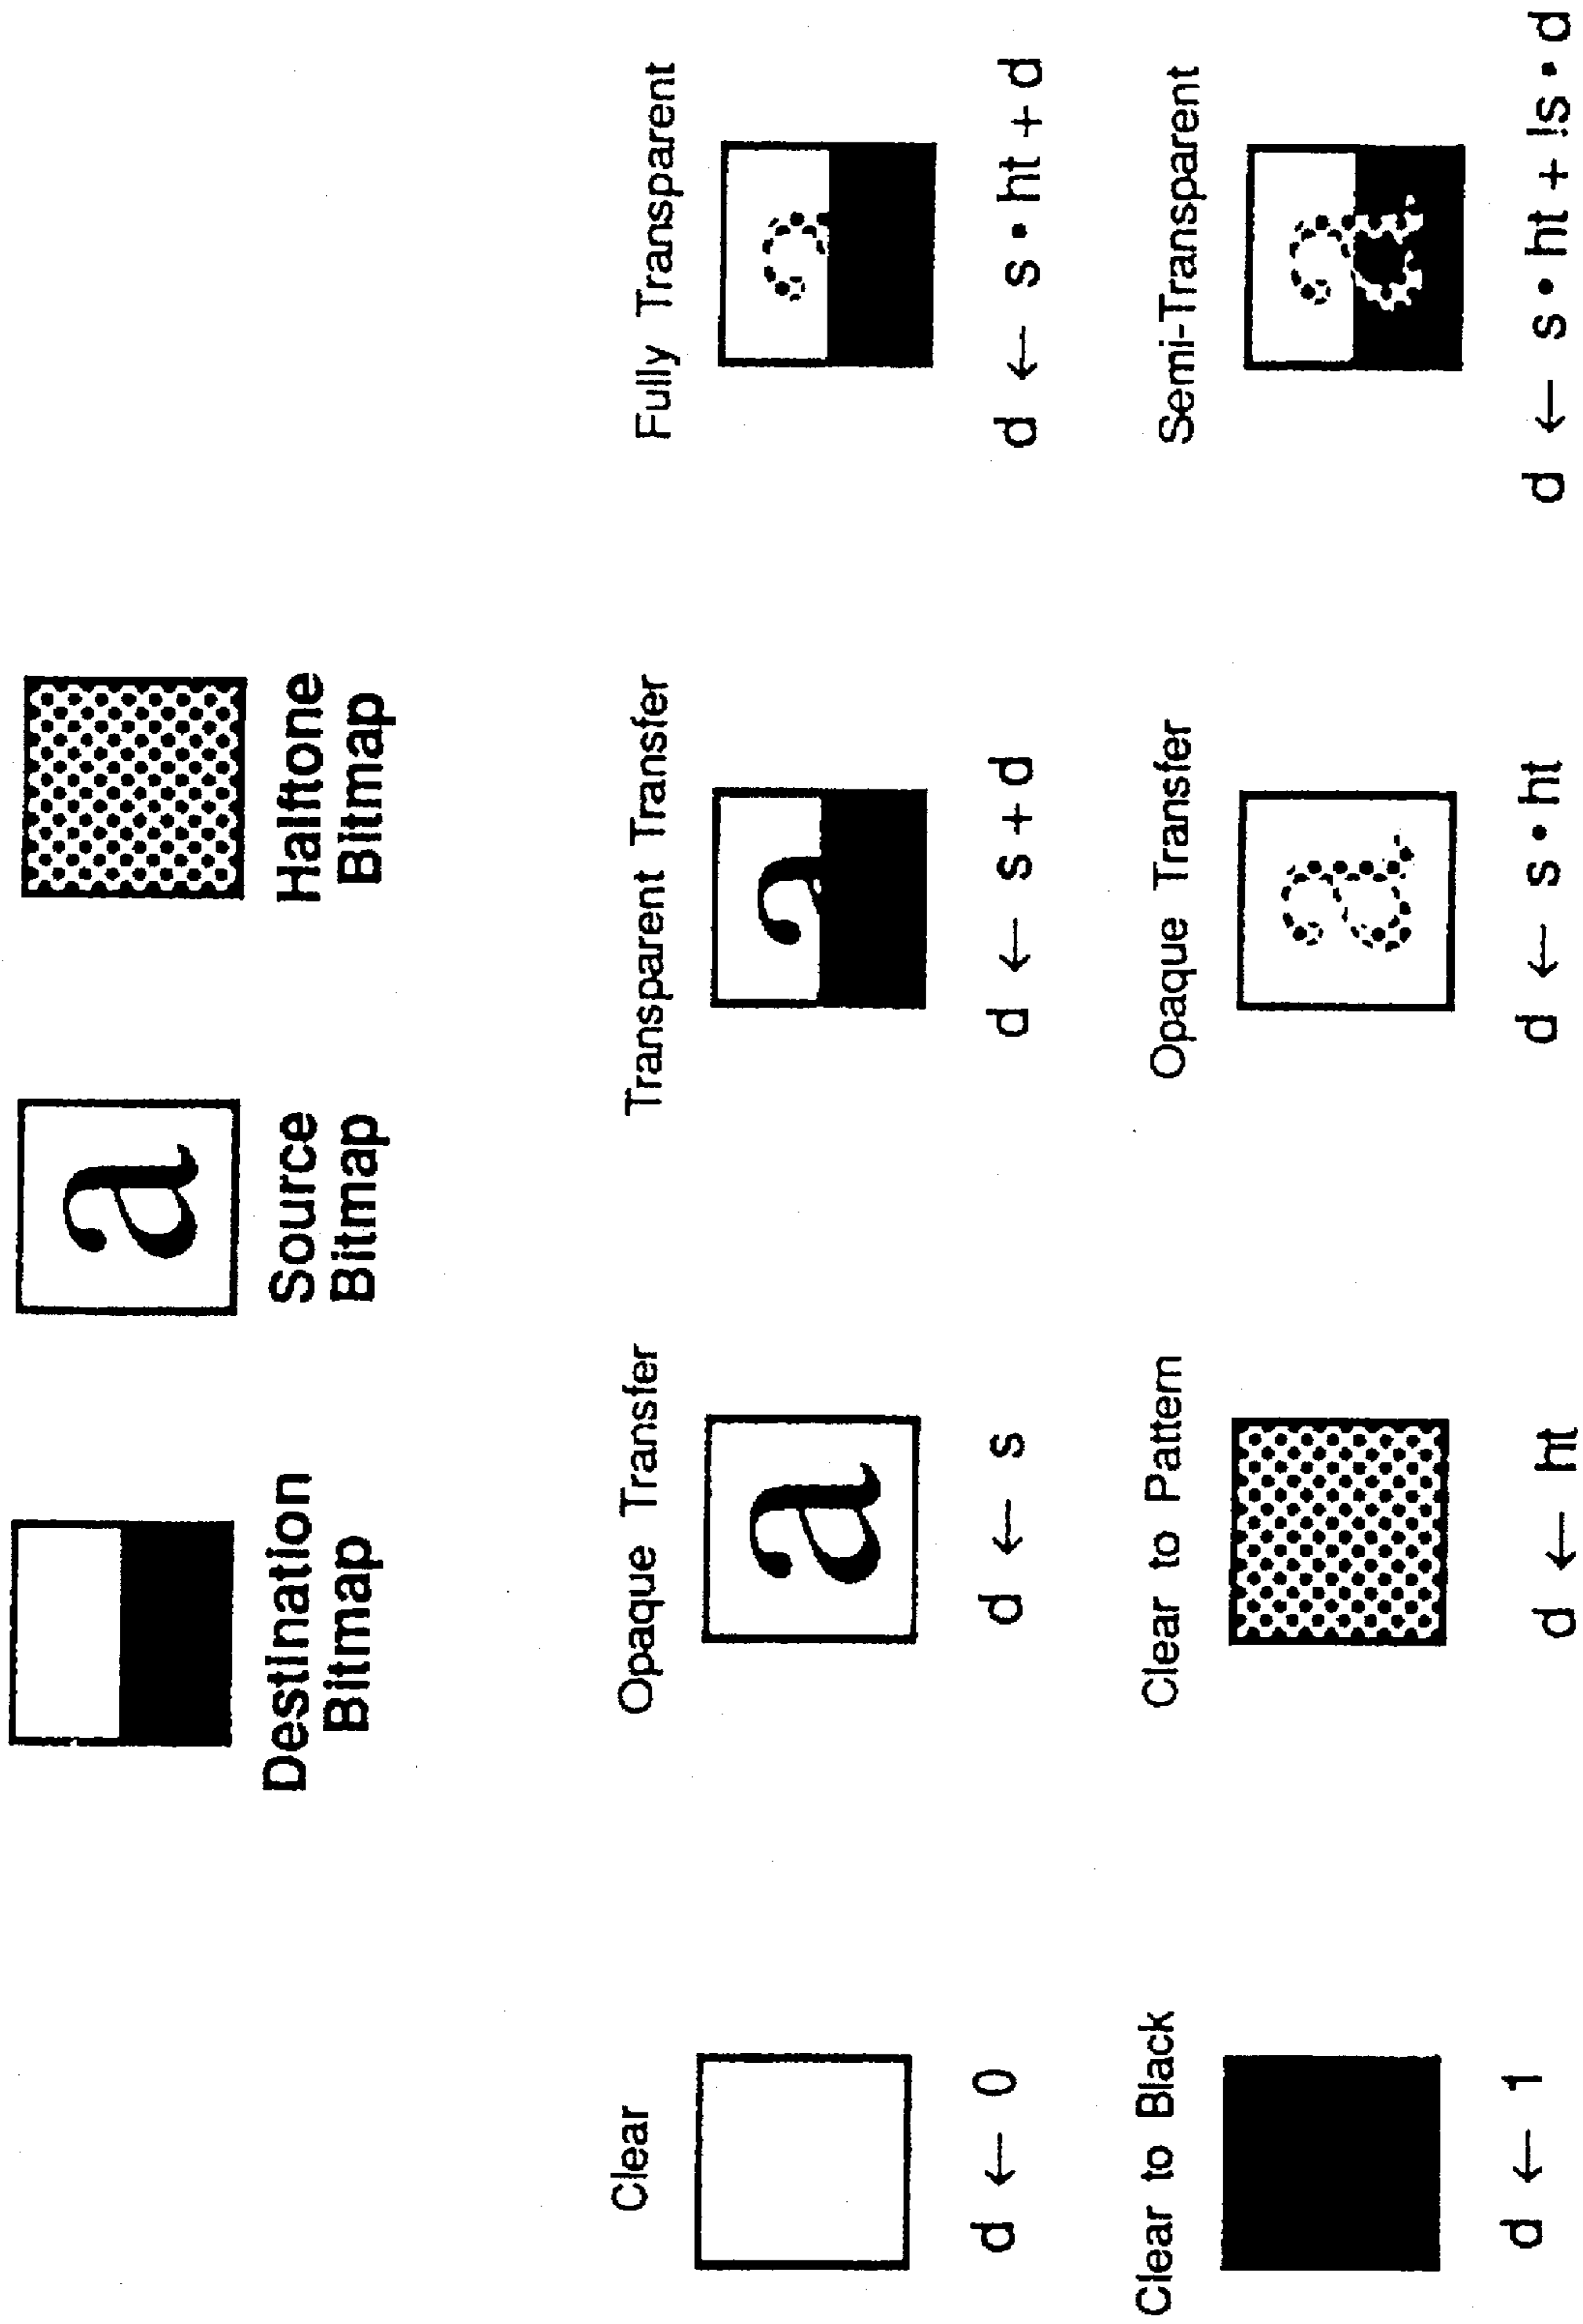 a
Destination
Bitmap
Source
Bitmap
Halftone
Bitmap
Clear
Opaque Transfer
Transparent Transfer
Fully Transparent
a
a
d ← 0
d ← s
d ← s + d
d ← s • ht + d
Clear to Black
Clear to Pattern
Opaque Transfer
Semi-Transparent
a
a
d ← 1
d ← ht
d ← s • ht
d ← s • ht + !s • d